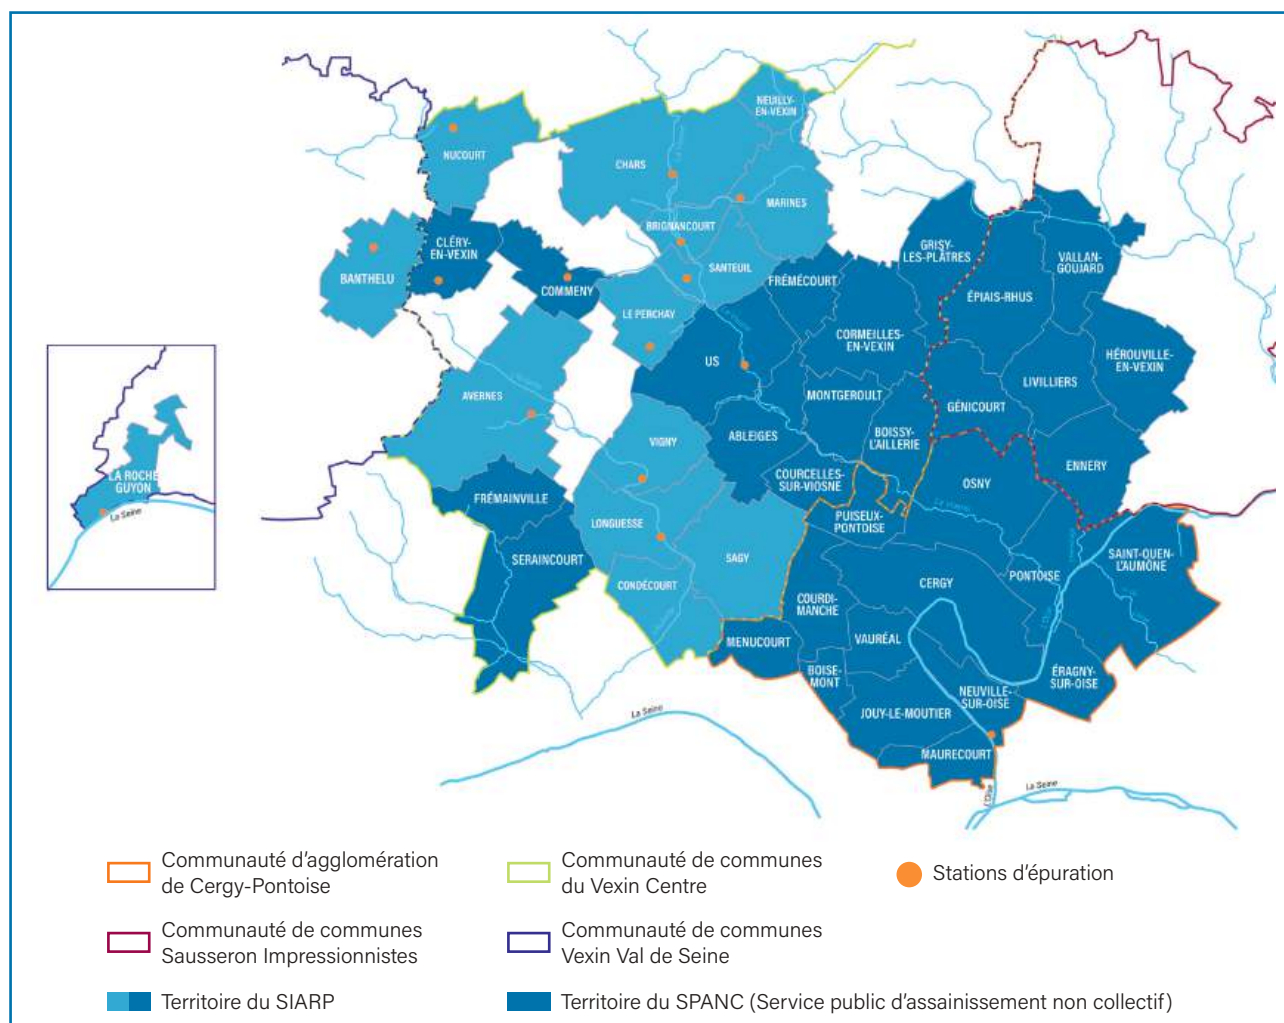 NEUILLY-
EN-VEXIN
NUCOURT
CHARS
MARINES
BRIGNANCOURT
CLÉRY-
EN-VEXIN
BANTHELU
COMMENY
SANTEUIL
GRISY-
LES-PLÂTRES
VALLAN-
GOUJARD
FRÉMÉCOURT
ÉPIAIS-RHUS
LE PERCHAY
CORMEILLES-
EN-VEXIN
US
HÉROUVILLE-
EN-VEXIN
LIVILLIERS
MONTGEROULT
GÉNICOURT
AVERNES
ABLEIGES
BOISSY-
L'AILLERIE
VIGNY
ENNERY
LA ROCHE
GUYON
La Seine
COURCELLES-
SUR-VIOSNE
OSNY
FRÉMAINVILLE
PUISEUX-
PONTOISE
LONGUESSE
SERAINCOURT
SAGY
SAINT-OUEN-
L'AUMÔNE
CONDÉCOURT
CERGY
PONTOISE
L'Oise
COURDI-
MANCHE
MENUCOURT
VAURÉAL
BOISE-
MONT
ÉRAGNY-
SUR-OISE
NEUVILLE-
SUR-OISE
JOUY-LE-MOUTIER
La Seine
MAURECOURT
L'Oise
La Seine
Communauté d'agglomération
de Cergy-Pontoise
Communauté de communes
du Vexin Centre
Stations d'épuration
Communauté de communes
Sausseron Impressionnistes
Communauté de communes
Vexin Val de Seine
Territoire du SIARP
Territoire du SPANC (Service public d'assainissement non collectif)